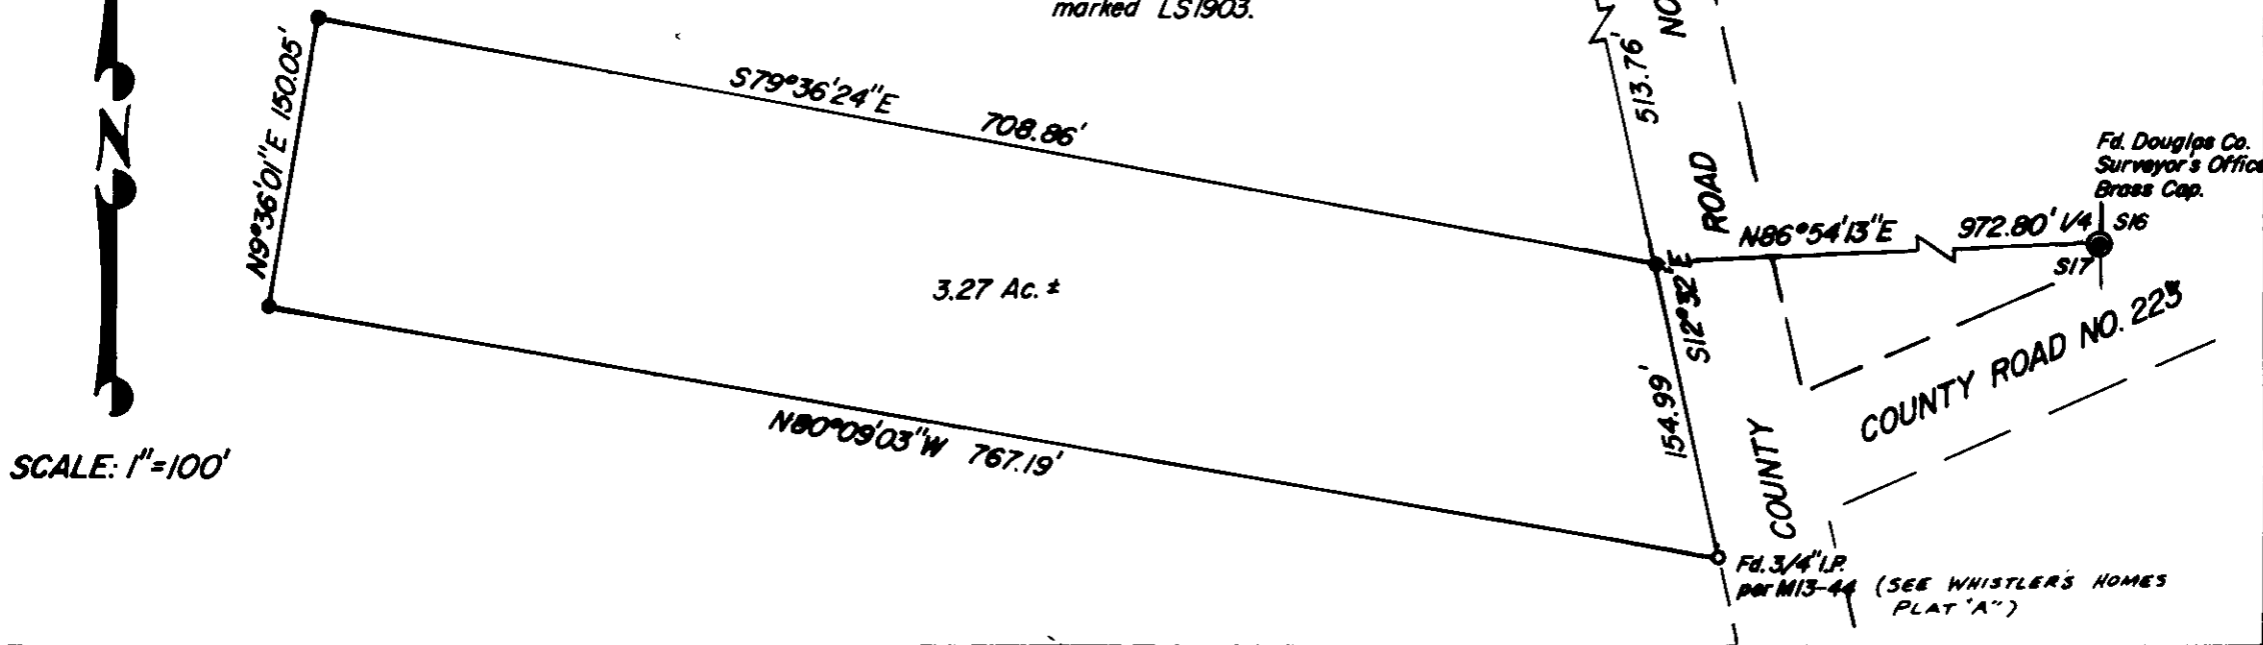 marked LS1903.
NO
513.76'
S79°36'24"E 708.86'
N9°36'01"E 150.05'
N
ROAD
Fd. Douglas Co.
Surveyor's Office
Brass Cap.
N86°54'13"E 972.80' 1/4 S16
S17
3.27 Ac. ±
S12°32'E
154.99'
COUNTY ROAD NO. 223
N80°09'03"W 767.19'
COUNTY
SCALE: 1"=100'
Fd. 3/4" I.P.
per M13-44 (SEE WHISTLER'S HOMES
PLAT "A")